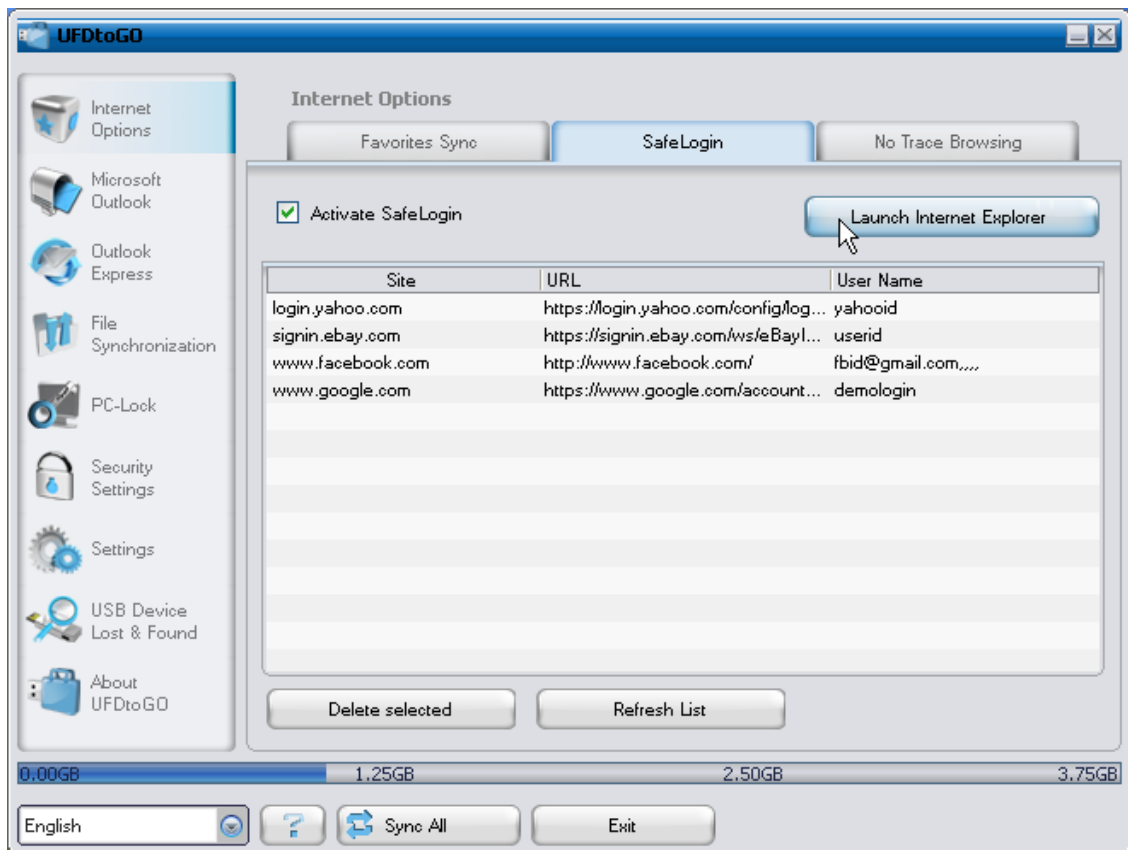 UFDtoGO
Internet
Options
Microsoft
Outlook
Outlook
Express
File
Synchronization
PC-Lock
Security
Settings
Settings
USB Device
Lost & Found
About
UFDtoGO
Internet Options
Favorites Sync
SafeLogin
No Trace Browsing
Activate SafeLogin
Launch Internet Explorer
Site URL User Name
login.yahoo.com https://login.yahoo.com/config/log... yahooid
signin.ebay.com https://signin.ebay.com/ws/eBayI... userid
www.facebook.com http://www.facebook.com/ fbid@gmail.com,,,,
www.google.com https://www.google.com/account... demologin
Delete selected
Refresh List
0.00GB 1.25GB 2.50GB 3.75GB
English
?
Sync All
Exit